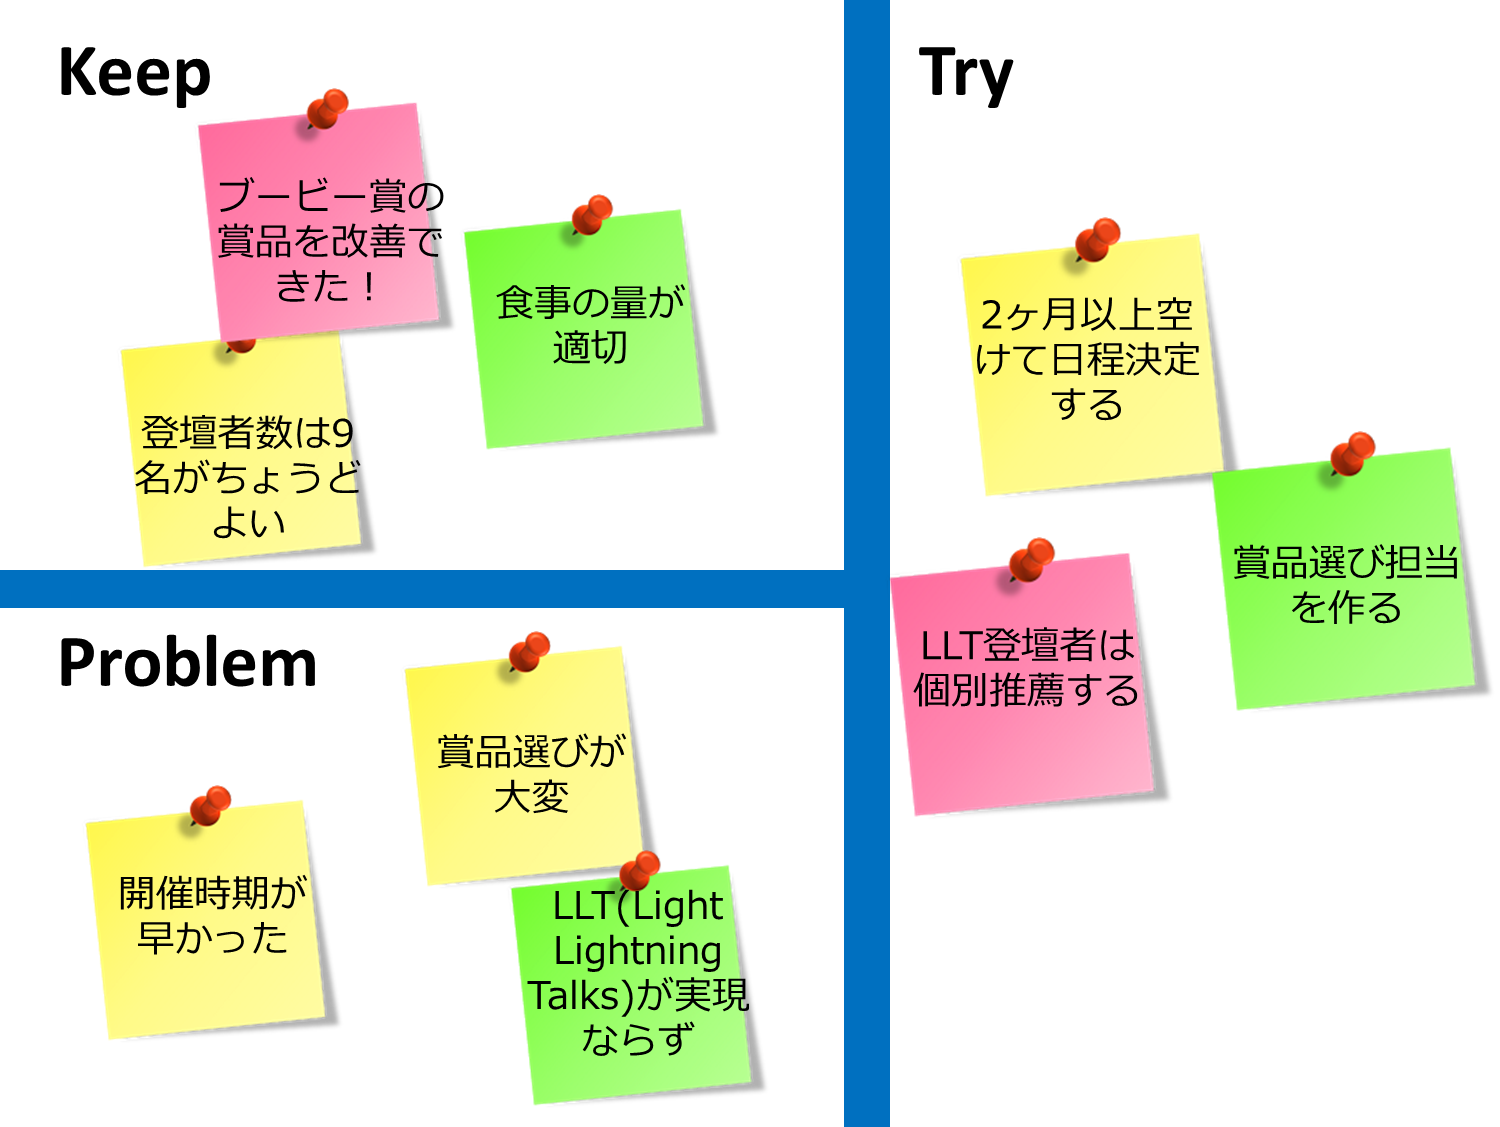 Keep
ブービー賞の
賞品を改善で
きた！
食事の量が
適切
登壇者数は9
名がちょうど
よい
Problem
賞品選びが
大変
開催時期が
早かった
LLT(Light
Lightning
Talks)が実現
ならず
Try
2ヶ月以上空
けて日程決定
する
賞品選び担当
を作る
LLT登壇者は
個別推薦する